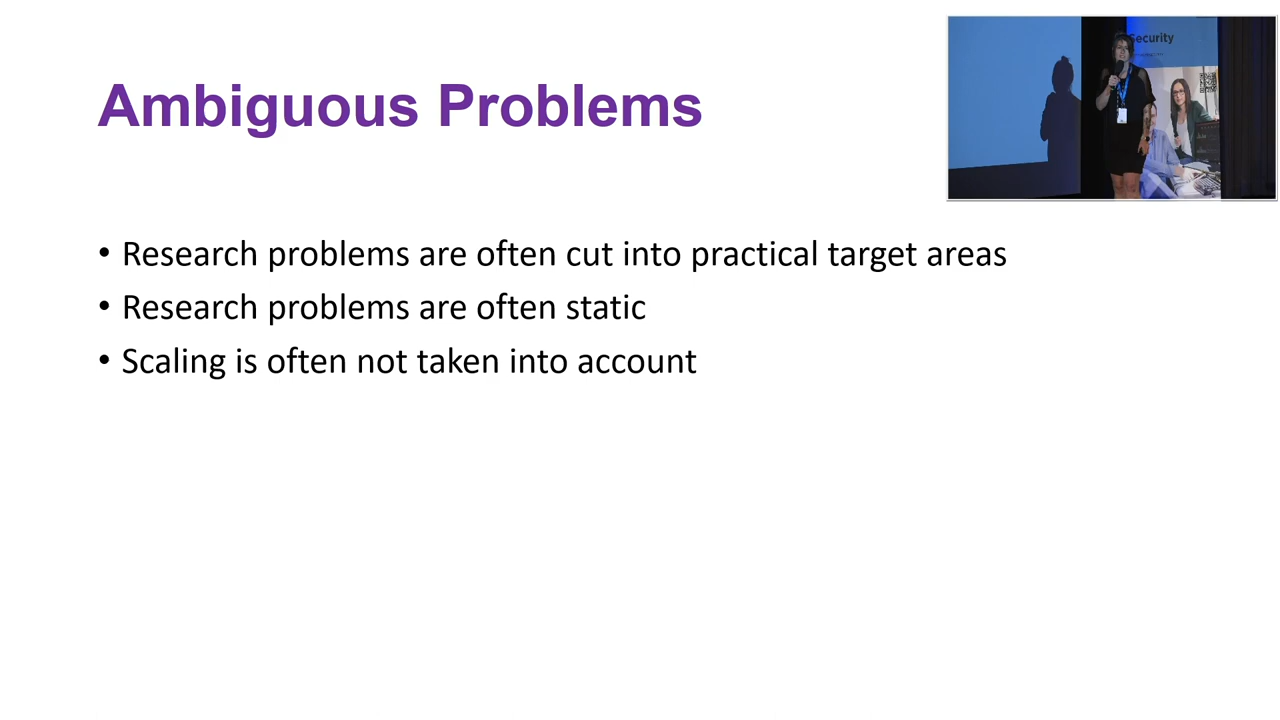 Ambiguous Problems
Security
• Research problems are often cut into practical target areas
• Research problems are often static
• Scaling is often not taken into account